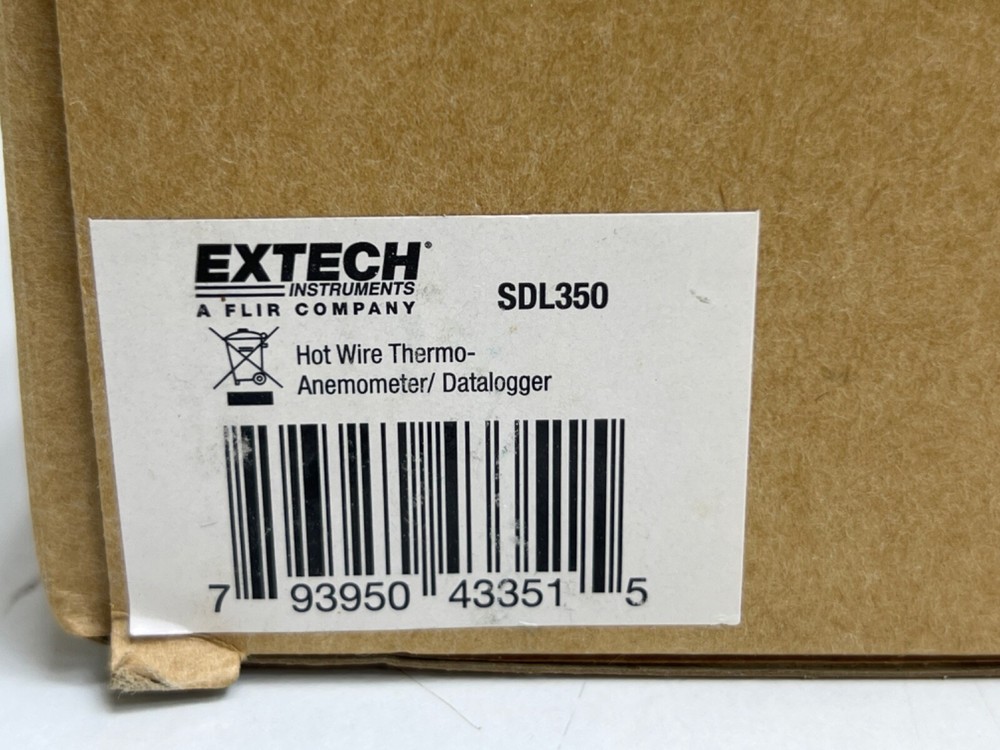 EXTECH®
INSTRUMENTS
A FLIR COMPANY
SDL350
Hot Wire Thermo-
Anemometer/ Datalogger
7 93950 43351 5